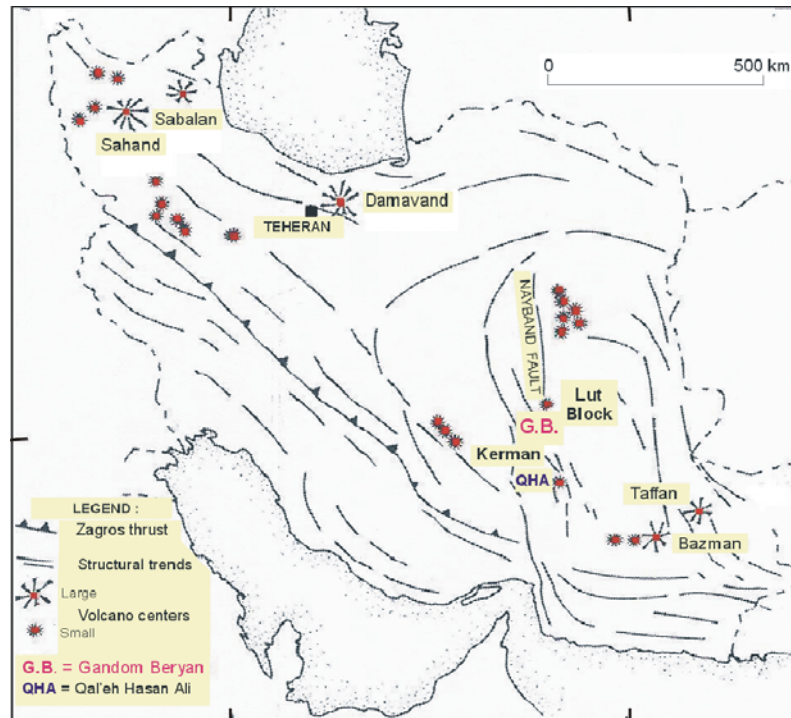 0 500 km
Sabalan
Sahand
Damavand
TEHERAN
NAYBAND FAULT
Lut
Block
G.B.
Kerman
QHA
Taffan
Bazman
LEGEND :
Zagros thrust
Structural trends
Large
Volcano centers
Small
G.B. = Gandom Beryan
QHA = Qal'eh Hasan Ali